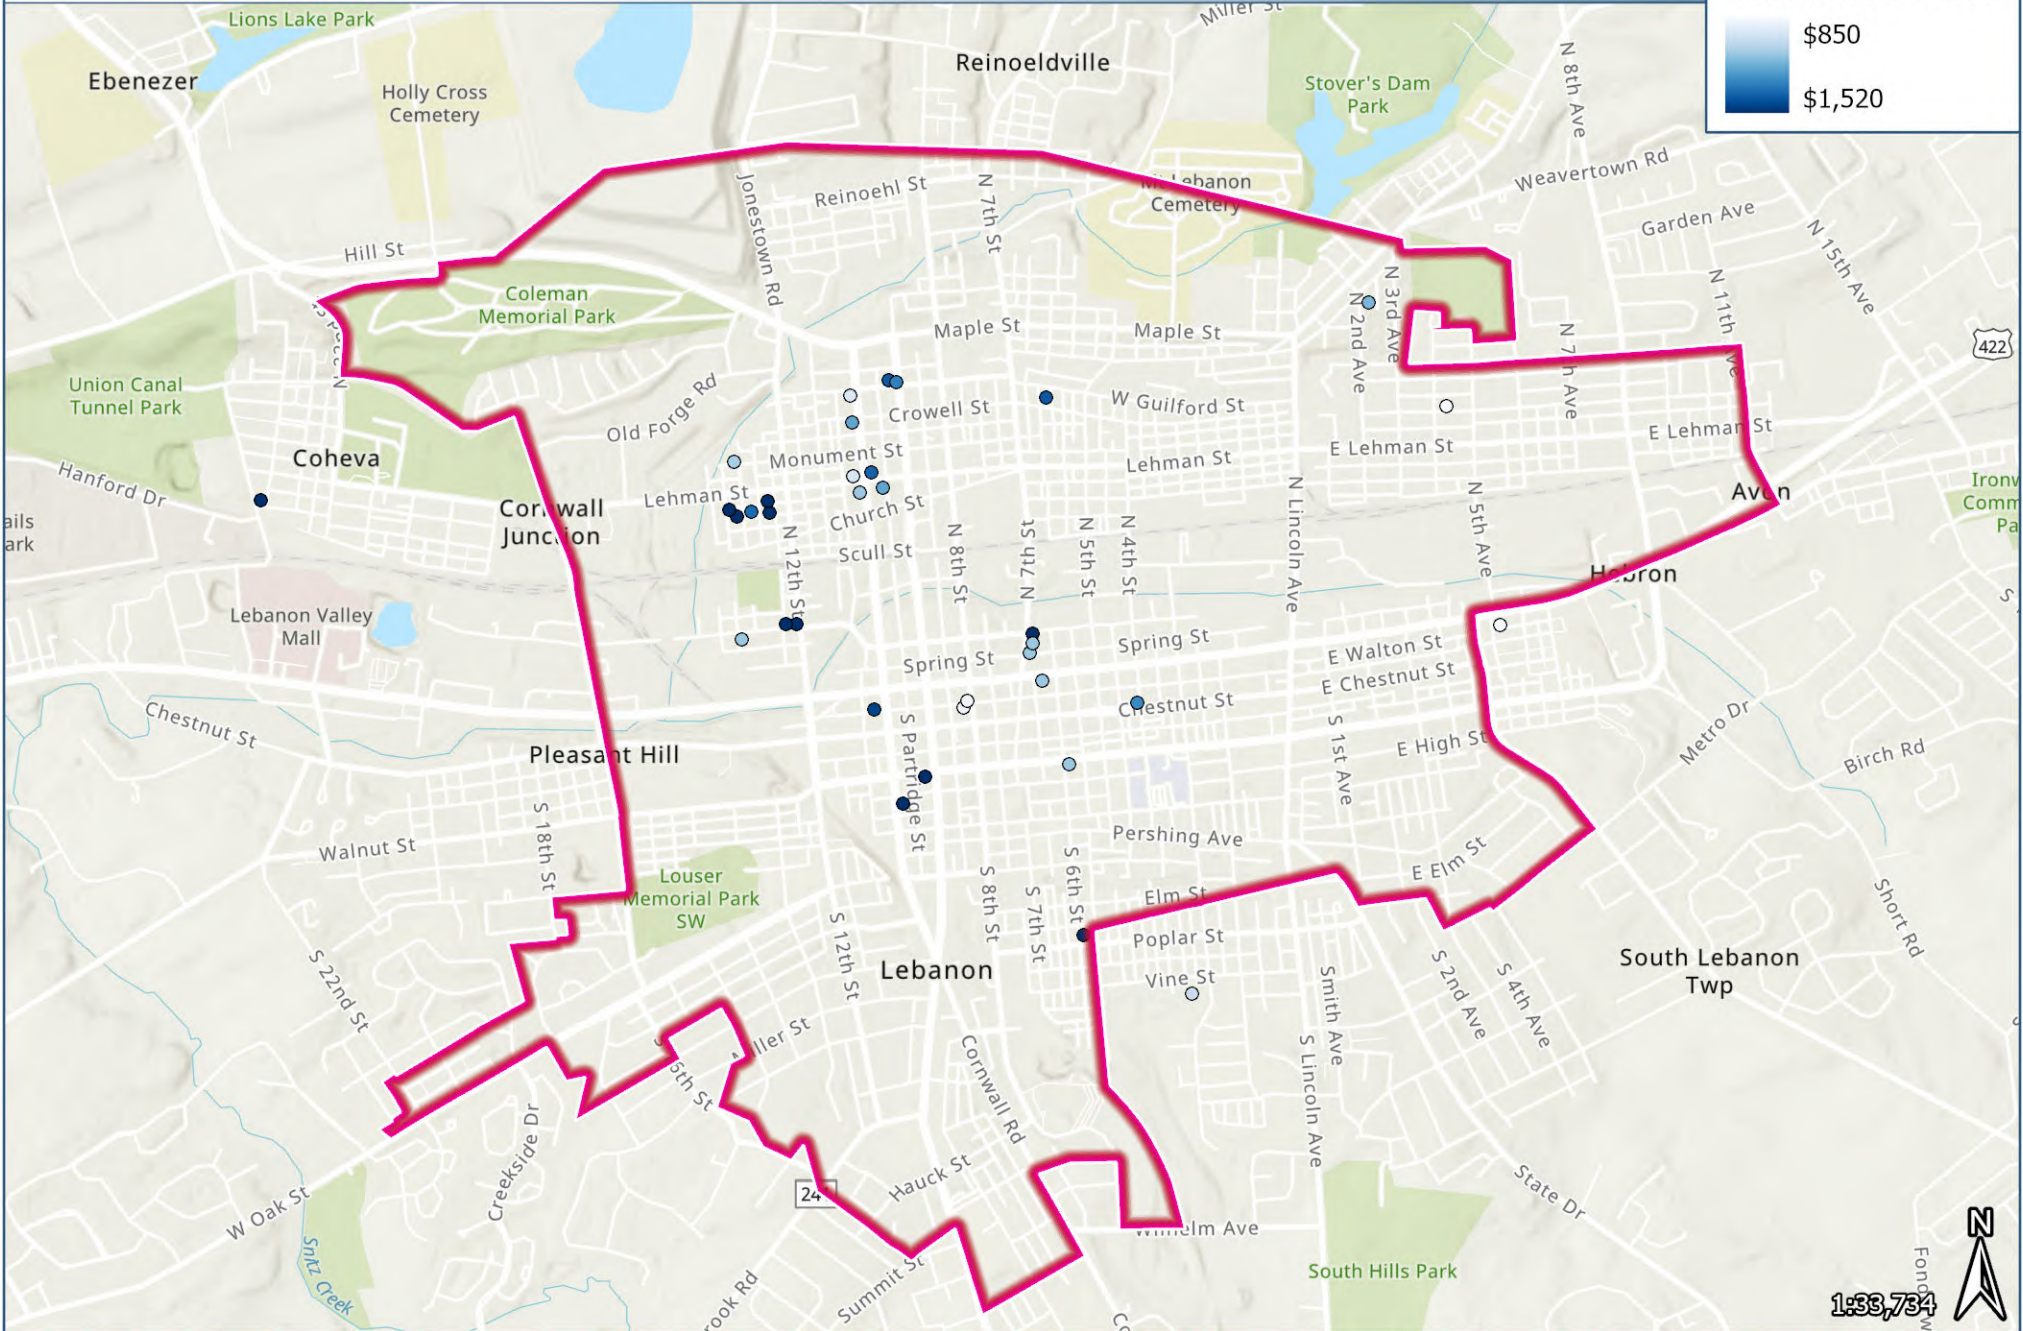 Lions Lake Park
Miller St
$850
Reinoeldville
Ebenezer
Holly Cross
Cemetery
Stover's Dam
Park
N 8th Ave
$1,520
Weavertown Rd
Mt Lebanon
Cemetery
Reinoehl St
Jonestown Rd
N 7th St
Garden Ave
N 15th Ave
Hill St
Coleman
Memorial Park
N 3rd Ave
N 2nd Ave
N 11th Ave
Maple St
Maple St
N 7th Ave
422
Union Canal
Tunnel Park
Old Forge Rd
Crowell St
W Guilford St
E Lehman St
E Lehman St
Coheva
Monument St
Lehman St
Hanford Dr
Lehman St
Avon
Cornwall
Junction
Church St
N Lincoln Ave
N 5th Ave
ails
ark
N 12th St
Scull St
N 8th St
N 7th St
N 5th St
N 4th St
Hebron
Lebanon Valley
Mall
Spring St
Spring St
E Walton St
E Chestnut St
Chestnut St
Chestnut St
S Partridge St
S 1st Ave
E High St
Metro Dr
Birch Rd
Pleasant Hill
S 18th St
Walnut St
Pershing Ave
E Elm St
Louser
Memorial Park
SW
S 6th St
S 8th St
S 7th St
Elm St
Short Rd
S 12th St
Poplar St
Lebanon
Vine St
S 22nd St
Smith Ave
S 2nd Ave
S 4th Ave
South Lebanon
Twp
Cornwall Rd
S Lincoln Ave
Creekside Dr
Hauck St
State Dr
W Oak St
Wilhelm Ave
Snitz Creek
Summit St
South Hills Park
N
1:33,734